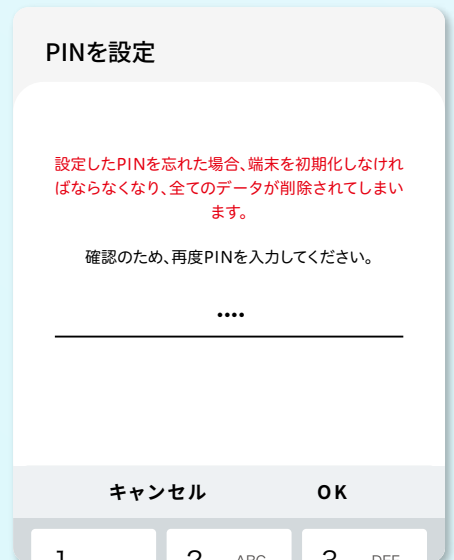 PINを設定
設定したPINを忘れた場合、端末を初期化しなけれ
ばならなくなり、全てのデータが削除されてしまい
ます。
確認のため、再度PINを入力してください。
••••
キャンセル OK
1 2 ABC 3 DEF